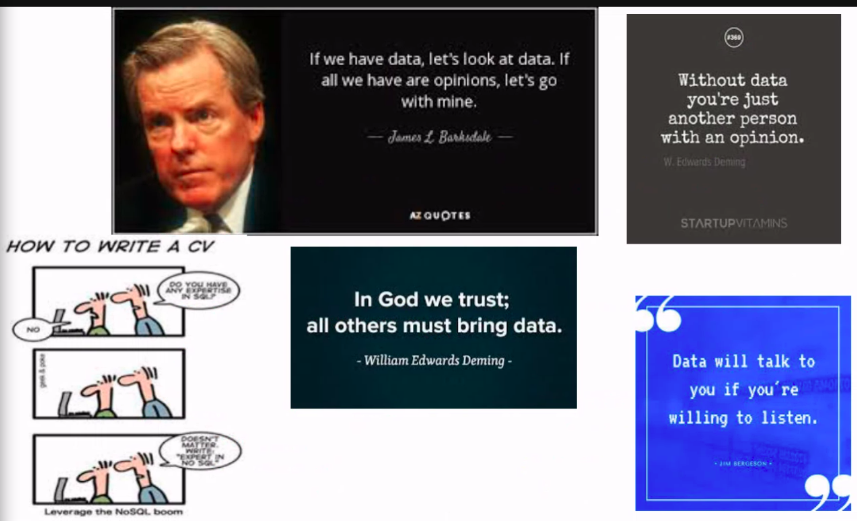 If we have data, let's look at data. If
all we have are opinions, let's go
with mine.
— James L. Barksdale —
AZ QUOTES
#360
Without data
you're just
another person
with an opinion.
W. Edwards Deming
STARTUPVITAMINS
HOW TO WRITE A CV
DO YOU HAVE
ANY EXPERTISE
IN SQL?
NO
geek & poke
DOESN'T
MATTER.
WRITE:
"EXPERT IN
NO SQL"
Leverage the NoSQL boom
In God we trust;
all others must bring data.
- William Edwards Deming -
Data will talk to
you if you're
willing to listen.
- JIM BERGESON -